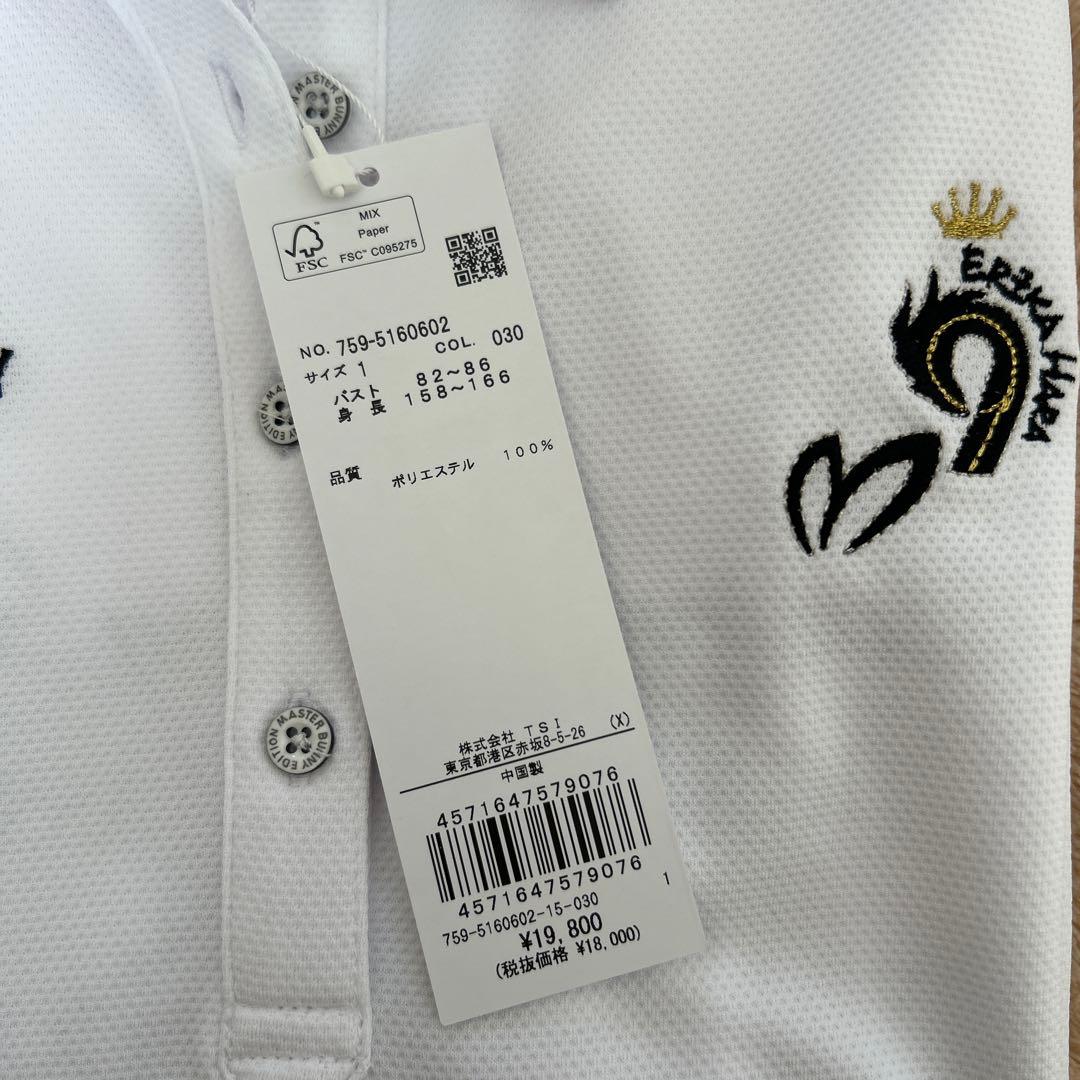 MASTER BUNNY
MIX
Paper
FSC™ C095275
FSC
NO. 759-5160602
COL. 030
サイズ 1
バスト 82~86
身長 158~166
品質 ポリエステル 100%
株式会社 TSI (X)
東京都港区赤坂8-5-26
中国製
4571647579076
4571647579076
759-5160602-15-030 1
¥19,800
(税抜価格 ¥18,000)
MASTER BUNNY EDITION
ERIKA HARA
9